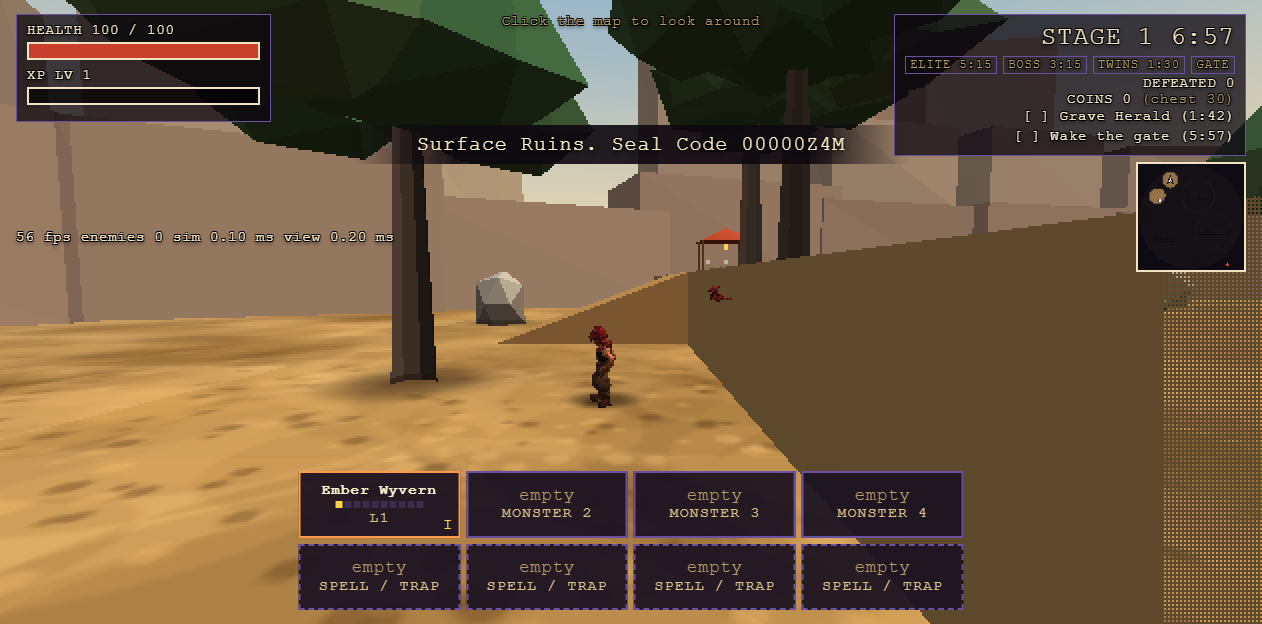 HEALTH 100 / 100
XP LV 1
Click the map to look around
STAGE 1 6:57
ELITE 5:15 BOSS 3:15 TWINS 1:30 GATE
DEFEATED 0
COINS 0 (chest 30)
[ ] Grave Herald (1:42)
[ ] Wake the gate (5:57)
Surface Ruins. Seal Code 00000Z4M
56 fps enemies 0 sim 0.10 ms view 0.20 ms
Ember Wyvern
L1
I
empty
MONSTER 2
empty
MONSTER 3
empty
MONSTER 4
empty
SPELL / TRAP
empty
SPELL / TRAP
empty
SPELL / TRAP
empty
SPELL / TRAP